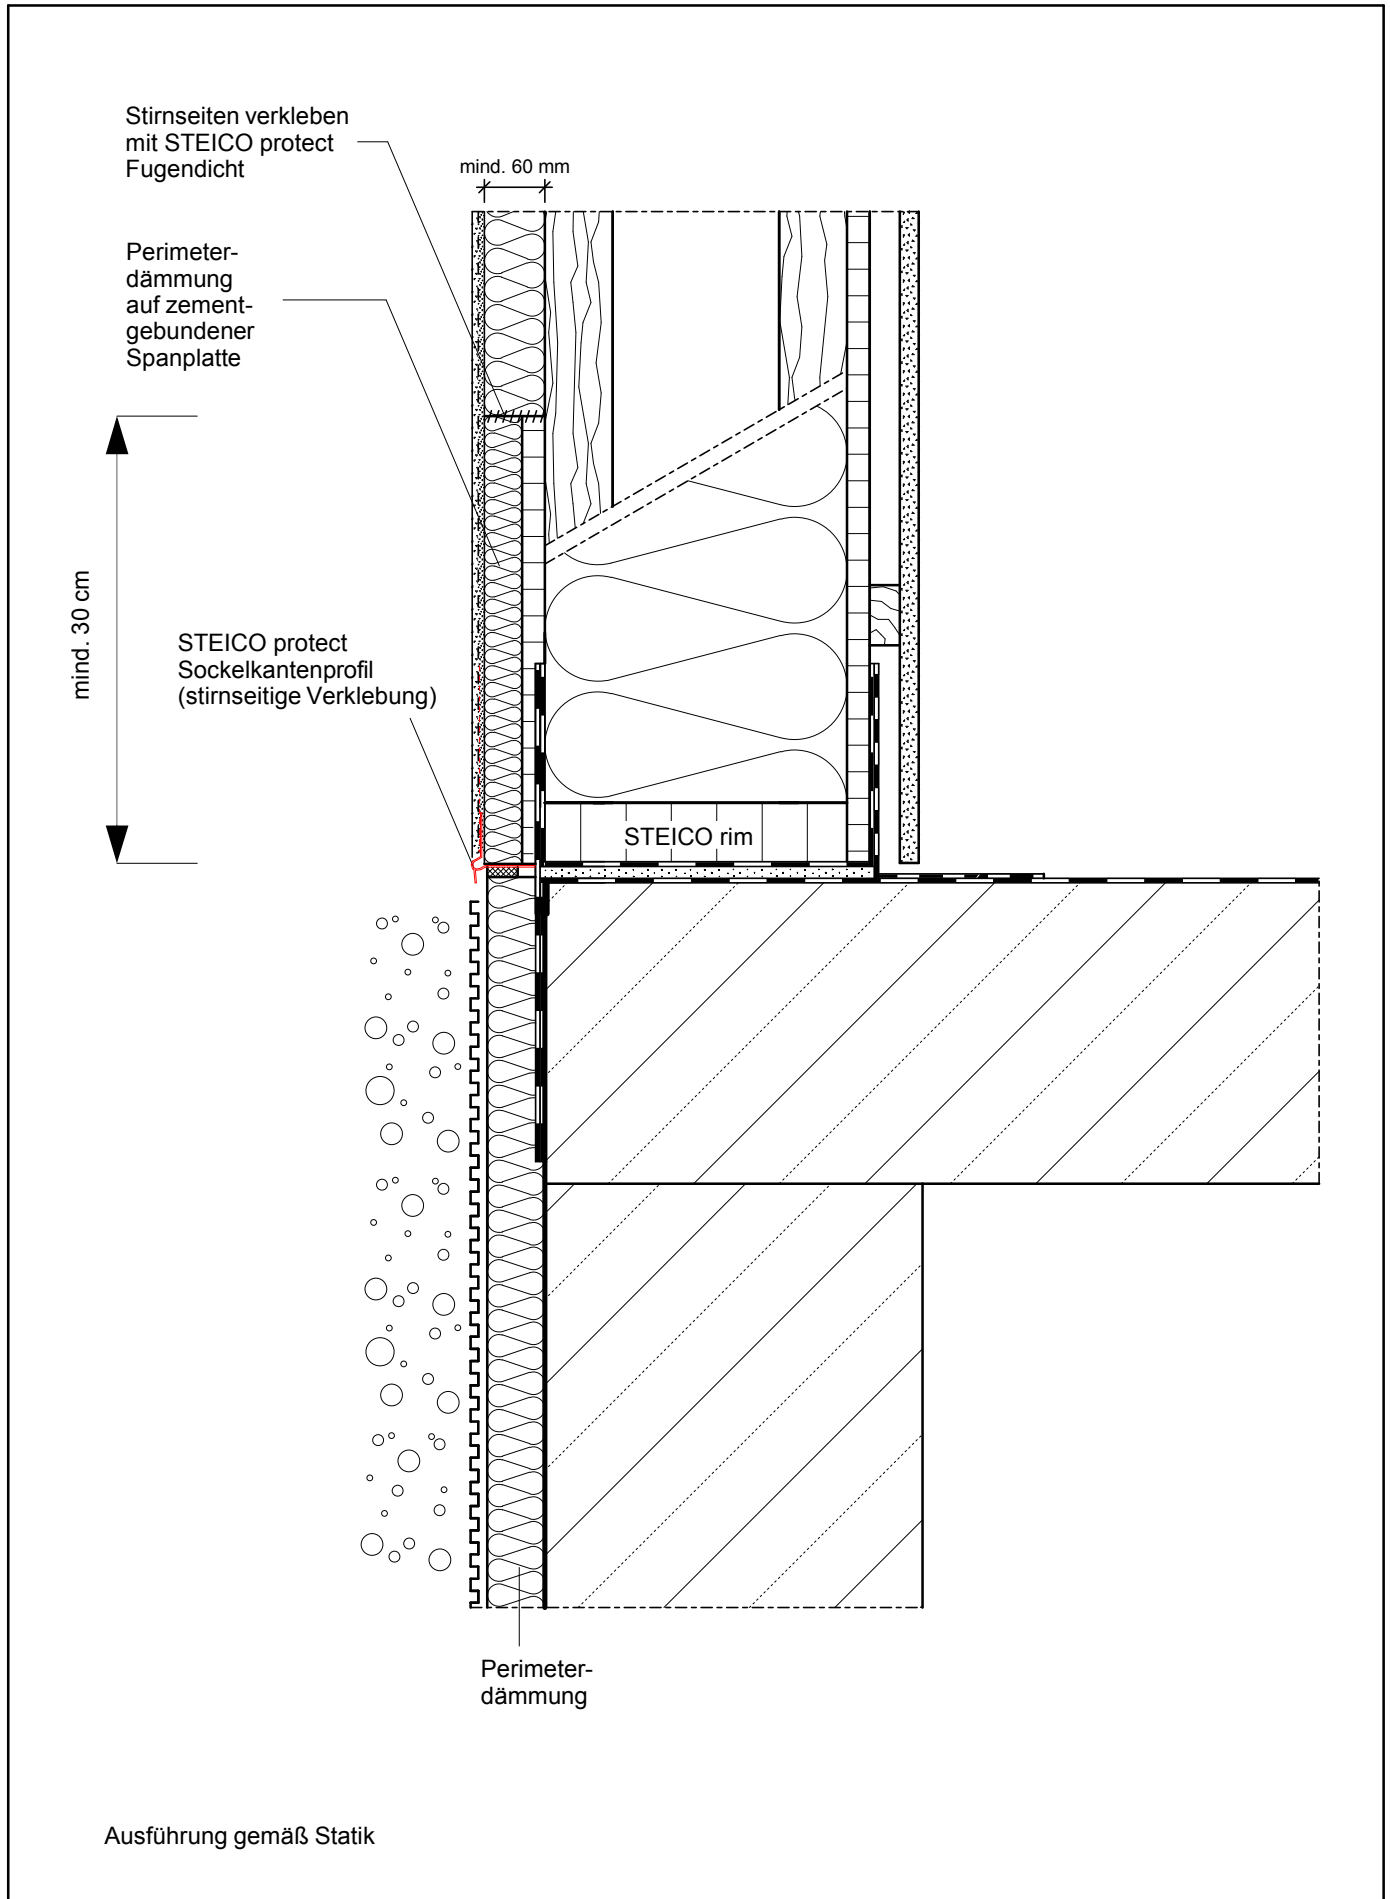 Stirnseiten verkleben
mit STEICO protect
Fugendicht
mind. 60 mm
Perimeter-
dämmung
auf zement-
gebundener
Spanplatte
mind. 30 cm
STEICO protect
Sockelkantenprofil
(stirnseitige Verklebung)
STEICO rim
Perimeter-
dämmung
Ausführung gemäß Statik